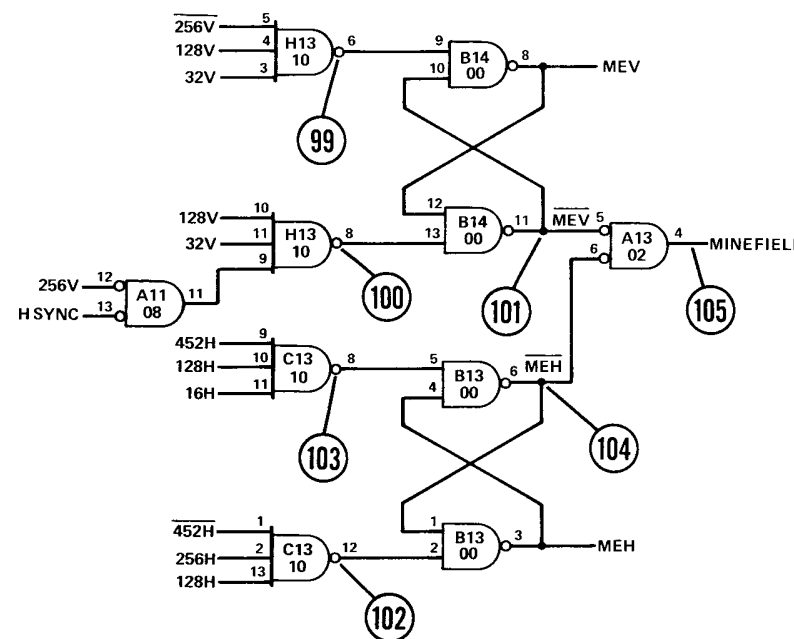 256V 5
128V 4
32V 3
H13
10
6
9
10
B14
00
8
MEV
99
128V 10
32V 11
9
H13
10
8
12
13
B14
00
11
MEV
101
100
256V 12
H SYNC 13
A11
08
11
5
6
A13
02
4
MINEFIEL
105
452H 9
128H 10
16H 11
C13
10
8
5
4
B13
00
6
MEH
103
104
452H 1
256H 2
128H 13
C13
10
12
1
2
B13
00
3
MEH
102